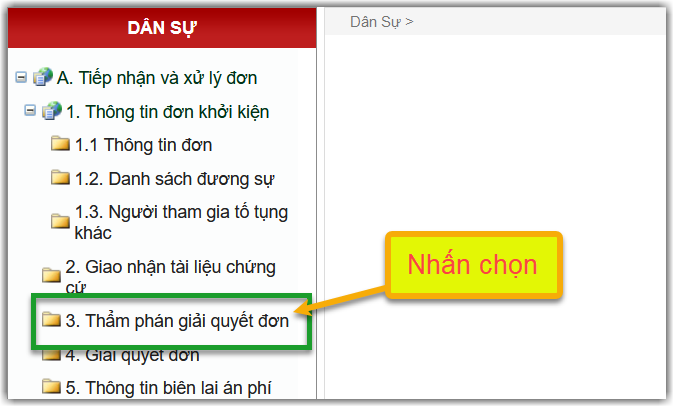 DÂN SỰ
Dân Sự >
A. Tiếp nhận và xử lý đơn
1. Thông tin đơn khởi kiện
1.1 Thông tin đơn
1.2. Danh sách đương sự
1.3. Người tham gia tố tụng
khác
2. Giao nhận tài liệu chứng
cứ
Nhấn chọn
3. Thẩm phán giải quyết đơn
4. Giải quyết đơn
5. Thông tin biên lai án phí